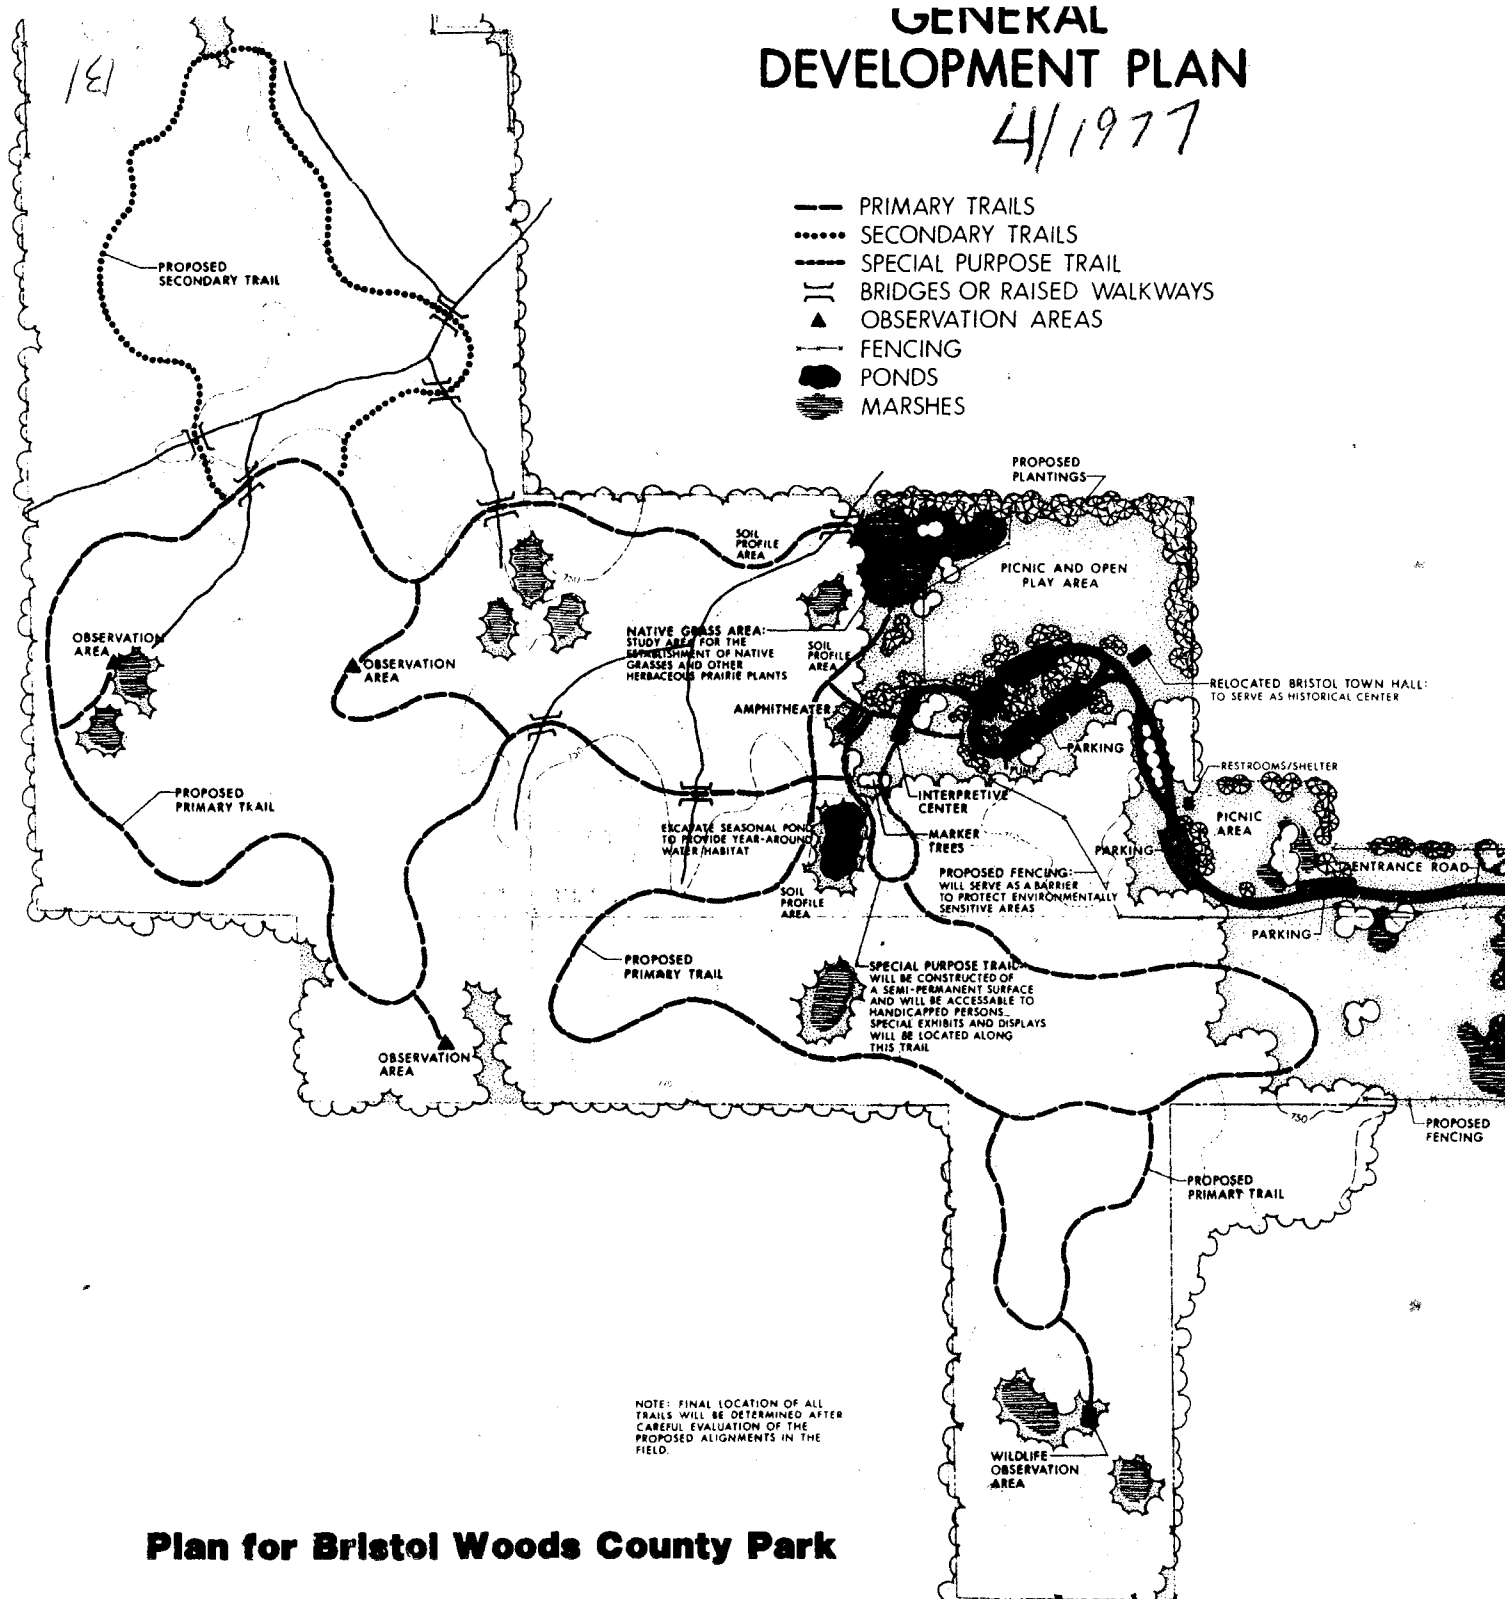 GENERAL
DEVELOPMENT PLAN
4/1977
131
PRIMARY TRAILS
SECONDARY TRAILS
SPECIAL PURPOSE TRAIL
BRIDGES OR RAISED WALKWAYS
OBSERVATION AREAS
FENCING
PONDS
MARSHES
PROPOSED
SECONDARY TRAIL
PROPOSED
PLANTINGS
SOIL
PROFILE
AREA
PICNIC AND OPEN
PLAY AREA
750
OBSERVATION
AREA
OBSERVATION
AREA
NATIVE GRASS AREA:
STUDY AREA FOR THE
ESTABLISHMENT OF NATIVE
GRASSES AND OTHER
HERBACEOUS PRAIRIE PLANTS
SOIL
PROFILE
AREA
RELOCATED BRISTOL TOWN HALL:
TO SERVE AS HISTORICAL CENTER
AMPHITHEATER
PARKING
PUMP
RESTROOMS/SHELTER
INTERPRETIVE
CENTER
PROPOSED
PRIMARY TRAIL
PICNIC
AREA
EXCAVATE SEASONAL POND
TO PROVIDE YEAR-AROUND
WATER HABITAT
MARKER
TREES
PARKING
ENTRANCE ROAD
PROPOSED FENCING:
WILL SERVE AS A BARRIER
TO PROTECT ENVIRONMENTALLY
SENSITIVE AREAS
SOIL
PROFILE
AREA
PARKING
PROPOSED
PRIMARY TRAIL
SPECIAL PURPOSE TRAIL
WILL BE CONSTRUCTED OF
A SEMI-PERMANENT SURFACE
AND WILL BE ACCESSABLE TO
HANDICAPPED PERSONS
SPECIAL EXHIBITS AND DISPLAYS
WILL BE LOCATED ALONG
THIS TRAIL
OBSERVATION
AREA
750
PROPOSED
FENCING
PROPOSED
PRIMARY TRAIL
NOTE: FINAL LOCATION OF ALL
TRAILS WILL BE DETERMINED AFTER
CAREFUL EVALUATION OF THE
PROPOSED ALIGNMENTS IN THE
FIELD.
WILDLIFE
OBSERVATION
AREA
Plan for Bristol Woods County Park